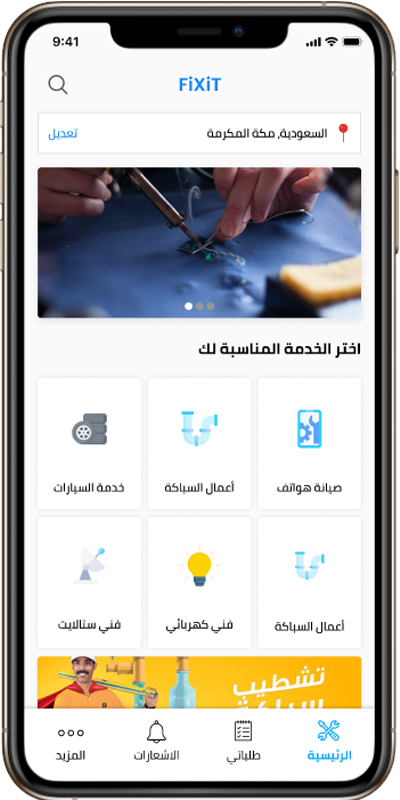 9:41
FiXiT
السعودية, مكة المكرمة
تعديل
اختر الخدمة المناسبة لك
صيانة هواتف
أعمال السباكة
خدمة السيارات
أعمال السباكة
فني كهربائي
فني ستالايت
تشطيب
الرئيسية
طلباتي
الاشعارات
المزيد